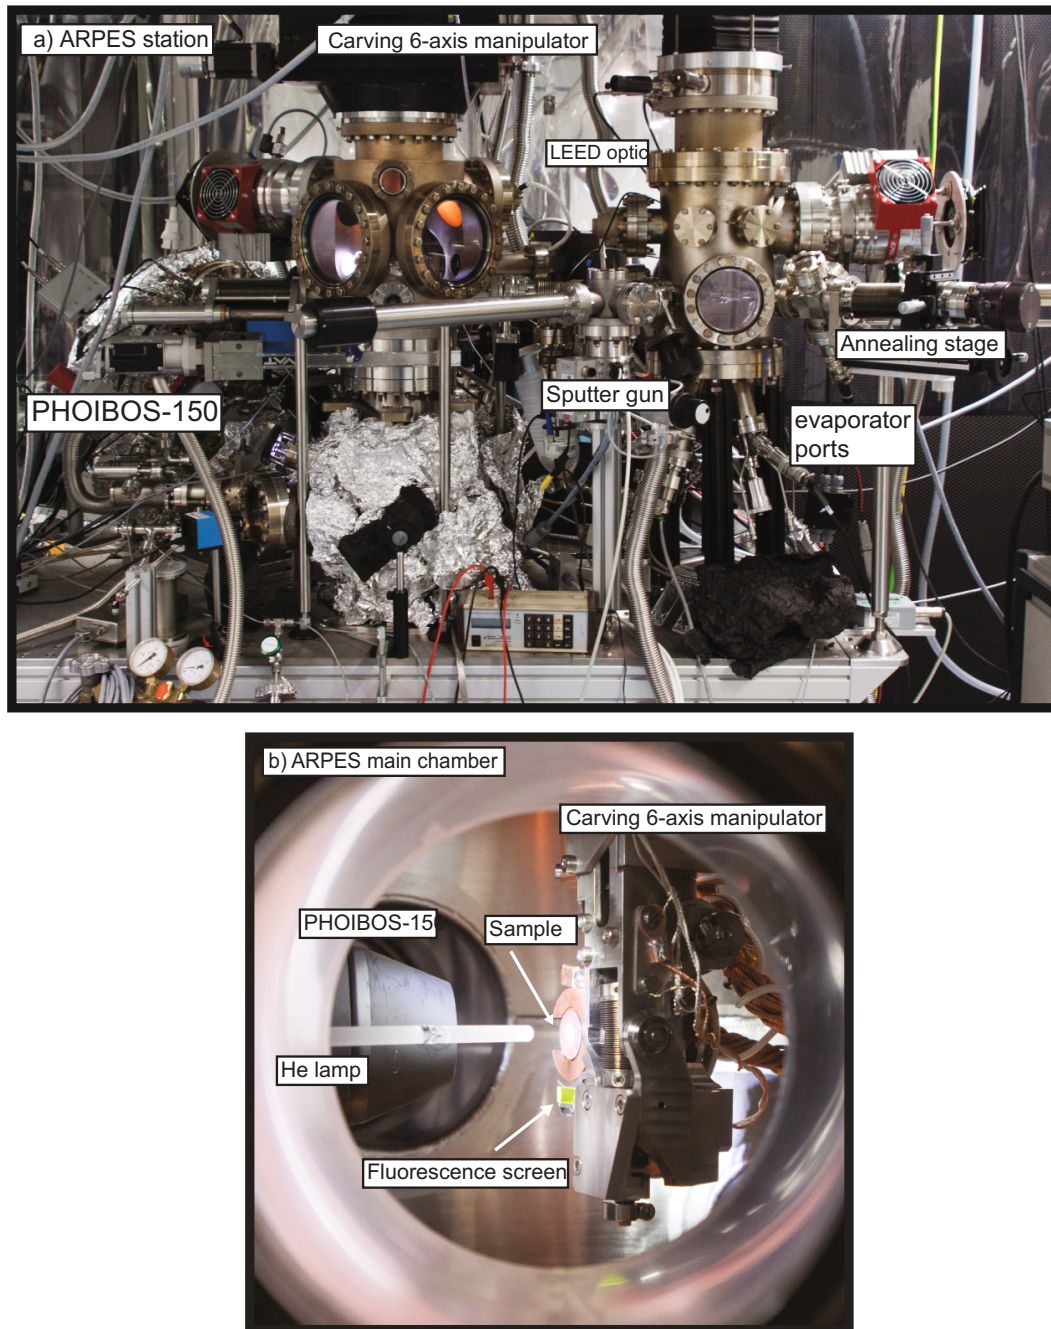 a) ARPES station
Carving 6-axis manipulator
LEED optic
Annealing stage
PHOIBOS-150
Sputter gun
evaporator
ports
b) ARPES main chamber
Carving 6-axis manipulator
PHOIBOS-15
Sample
He lamp
Fluorescence screen